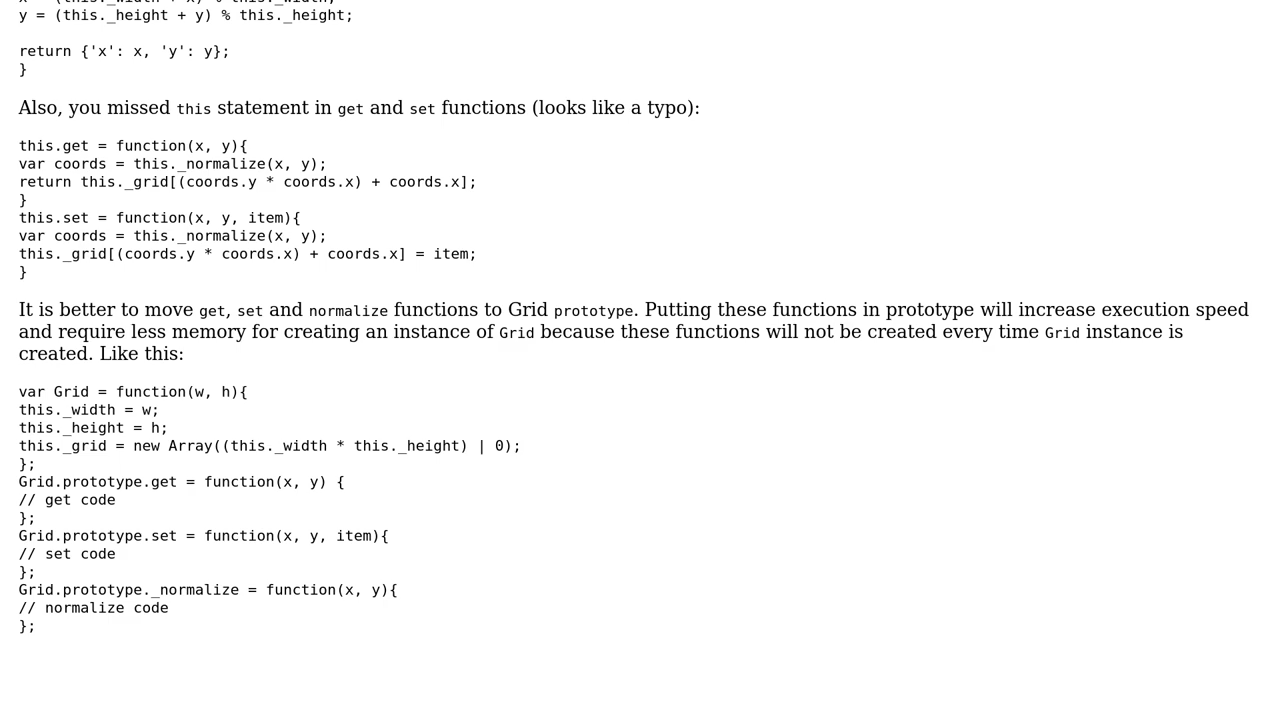 x = (this._width + x) % this._width;
y = (this._height + y) % this._height;
return {'x': x, 'y': y};
}
Also, you missed this statement in get and set functions (looks like a typo):
this.get = function(x, y){
var coords = this._normalize(x, y);
return this._grid[(coords.y * coords.x) + coords.x];
}
this.set = function(x, y, item){
var coords = this._normalize(x, y);
this._grid[(coords.y * coords.x) + coords.x] = item;
}
It is better to move get, set and normalize functions to Grid prototype. Putting these functions in prototype will increase execution speed
and require less memory for creating an instance of Grid because these functions will not be created every time Grid instance is
created. Like this:
var Grid = function(w, h){
this._width = w;
this._height = h;
this._grid = new Array((this._width * this._height) | 0);
};
Grid.prototype.get = function(x, y) {
// get code
};
Grid.prototype.set = function(x, y, item){
// set code
};
Grid.prototype._normalize = function(x, y){
// normalize code
};